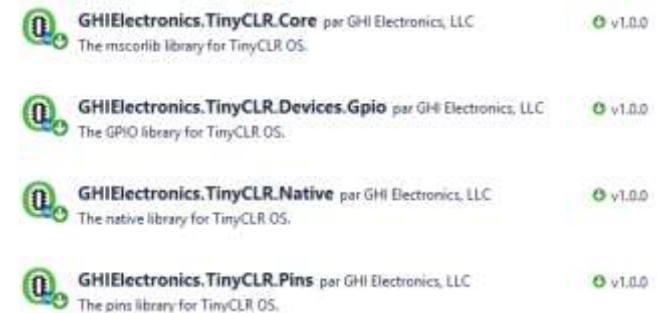 GHIElectronics.TinyCLR.Core par GHI Electronics, LLC v1.0.0
The mscorlib library for TinyCLR OS.
GHIElectronics.TinyCLR.Devices.Gpio par GHI Electronics, LLC v1.0.0
The GPIO library for TinyCLR OS.
GHIElectronics.TinyCLR.Native par GHI Electronics, LLC v1.0.0
The native library for TinyCLR OS.
GHIElectronics.TinyCLR.Pins par GHI Electronics, LLC v1.0.0
The pins library for TinyCLR OS.